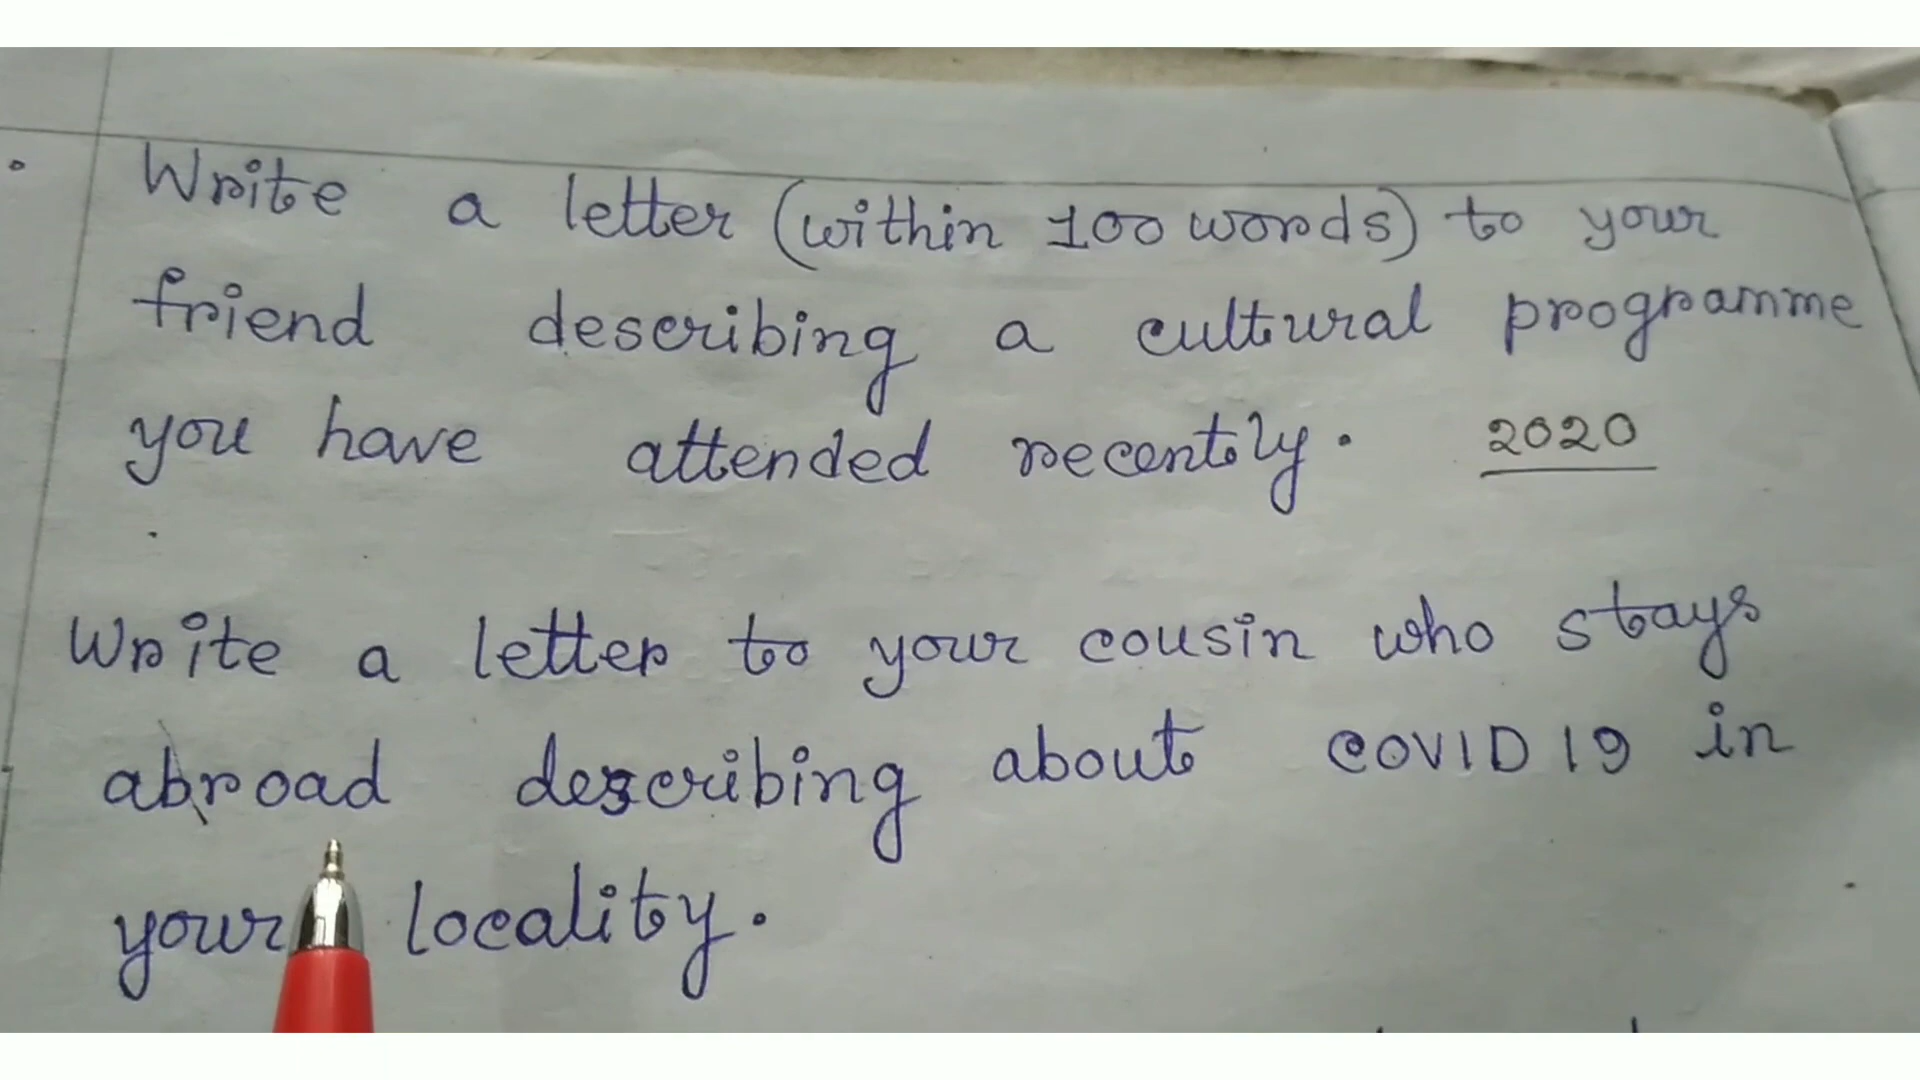 Write a letter (within 100 words) to your
friend describing a cultural programme
you have attended recently. 2020
Write a letter to your cousin who stays
abroad describing about COVID 19 in
your locality.